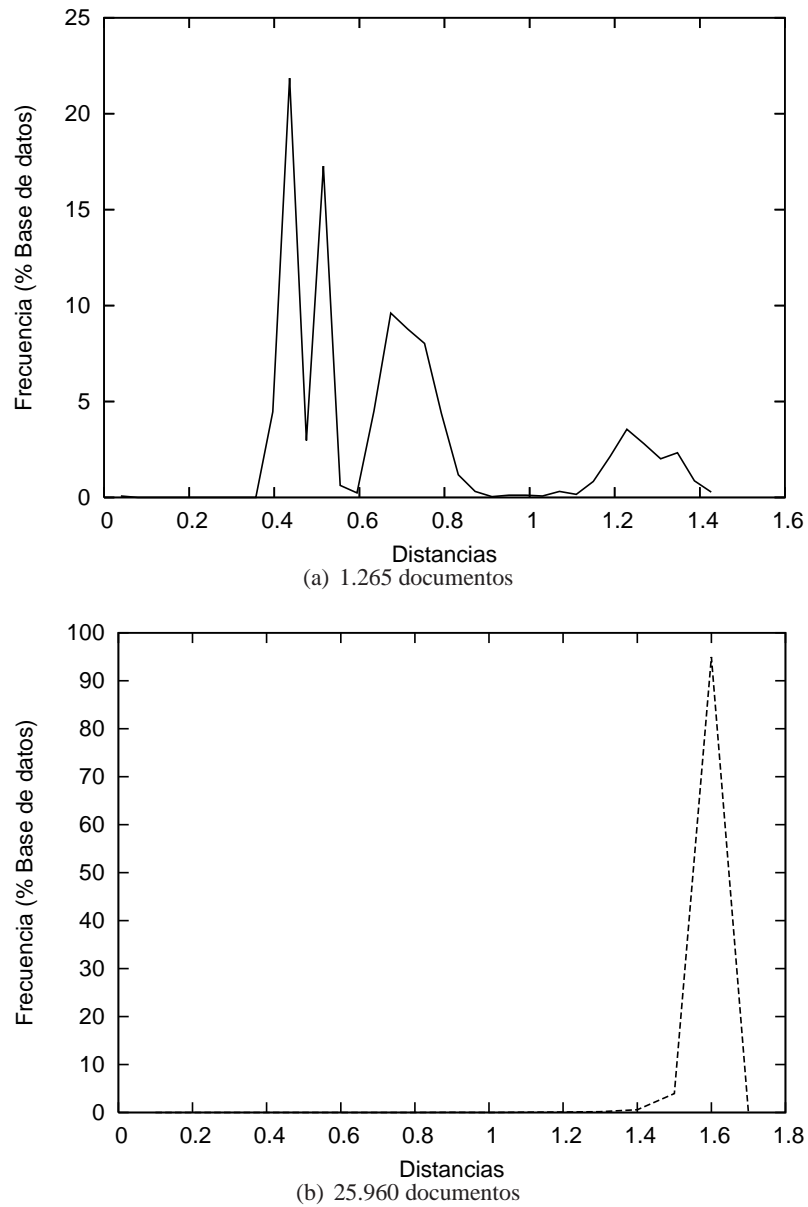 25
20
15
10
5
0
Frecuencia (% Base de datos)
0 0.2 0.4 0.6 0.8 1 1.2 1.4 1.6
Distancias
(a) 1.265 documentos
100
90
80
70
60
50
40
30
20
10
0
Frecuencia (% Base de datos)
0 0.2 0.4 0.6 0.8 1 1.2 1.4 1.6 1.8
Distancias
(b) 25.960 documentos